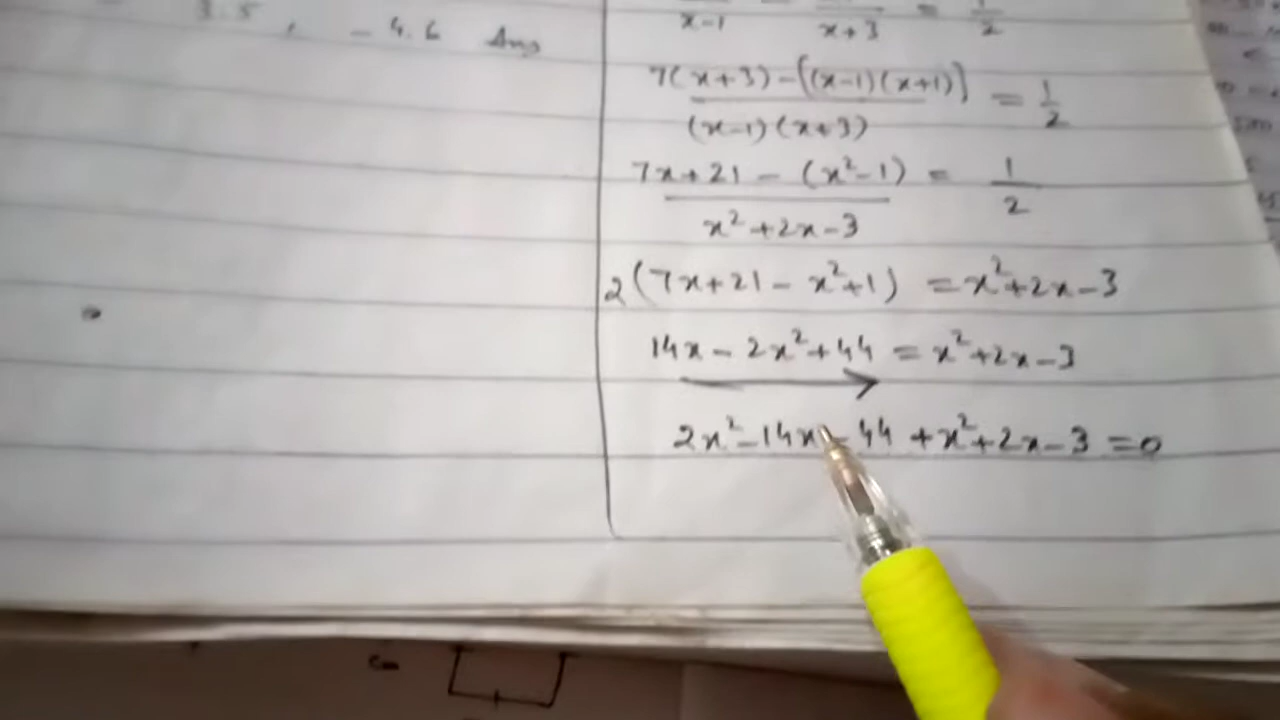 3.5, -4.6 Ans
x-1 x+3 = 1/2
7(x+3)-[(x-1)(x+1)] / (x-1)(x+3) = 1/2
7x+21 - (x²-1) / x²+2x-3 = 1/2
2(7x+21-x²+1) = x²+2x-3
14x - 2x²+44 = x²+2x-3
2x²-14x-44+x²+2x-3=0
cm